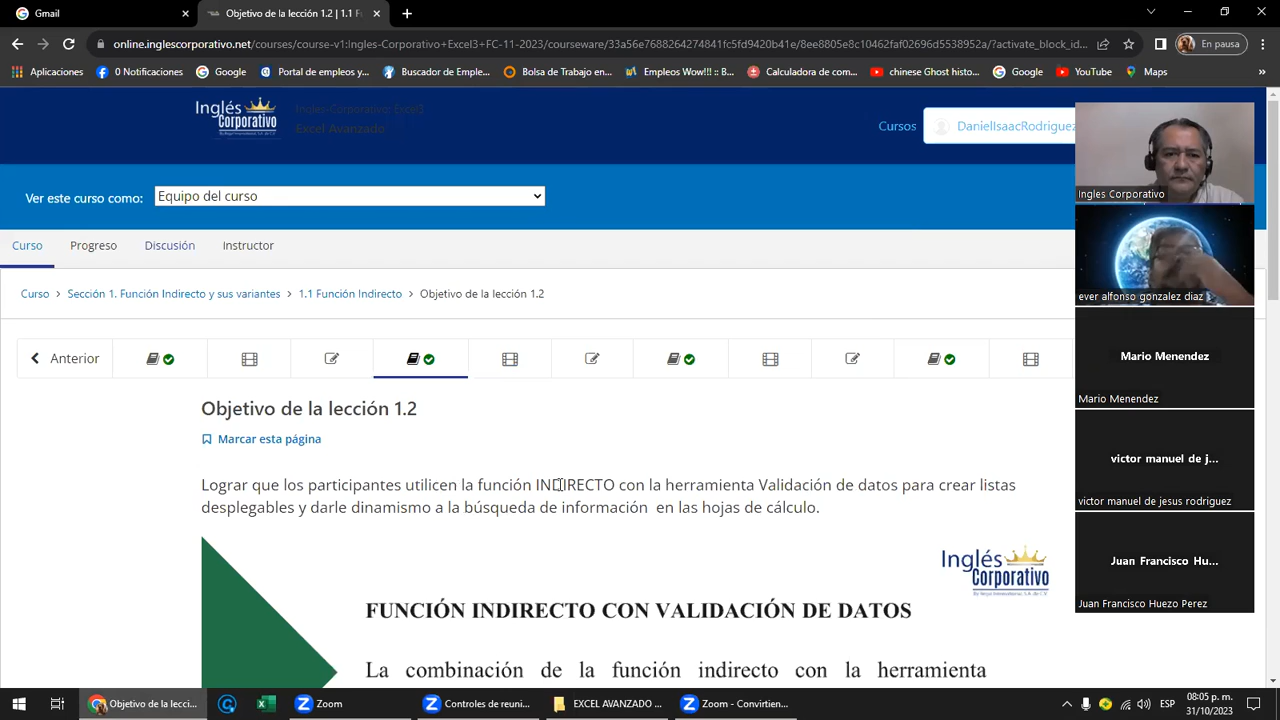 Gmail
Objetivo de la lección 1.2 | 1.1 F
online.inglescorporativo.net/courses/course-v1:Ingles-Corporativo+Excel3+FC-11-2023/courseware/33a56e7688264274841fc5fd9420b41e/8ee8805e8c10462faf02696d5538952a/?activate_block_id...
En pausa
Aplicaciones
0 Notificaciones
Google
Portal de empleos y...
Buscador de Emple...
Bolsa de Trabajo en...
Empleos Wow!!! :: B...
Calculadora de com...
chinese Ghost histo...
Google
YouTube
Maps
Inglés Corporativo
Ingles-Corporativo: Excel3
Excel Avanzado
Cursos
DanielIsaacRodriguez
Ingles Corporativo
Ver este curso como:
Equipo del curso
Curso
Progreso
Discusión
Instructor
ever alfonso gonzalez diaz
Curso > Sección 1. Función Indirecto y sus variantes > 1.1 Función Indirecto > Objetivo de la lección 1.2
Anterior
Mario Menendez
Mario Menendez
Objetivo de la lección 1.2
Marcar esta página
victor manuel de j...
victor manuel de jesus rodriguez
Lograr que los participantes utilicen la función INDIRECTO con la herramienta Validación de datos para crear listas
desplegables y darle dinamismo a la búsqueda de información en las hojas de cálculo.
Inglés Corporativo
Juan Francisco Hu...
Juan Francisco Huezo Perez
FUNCIÓN INDIRECTO CON VALIDACIÓN DE DATOS
La combinación de la función indirecto con la herramienta
Objetivo de la lecci...
Zoom
Controles de reuni...
EXCEL AVANZADO ...
Zoom - Convirtien...
ESP
08:05 p. m.
31/10/2023